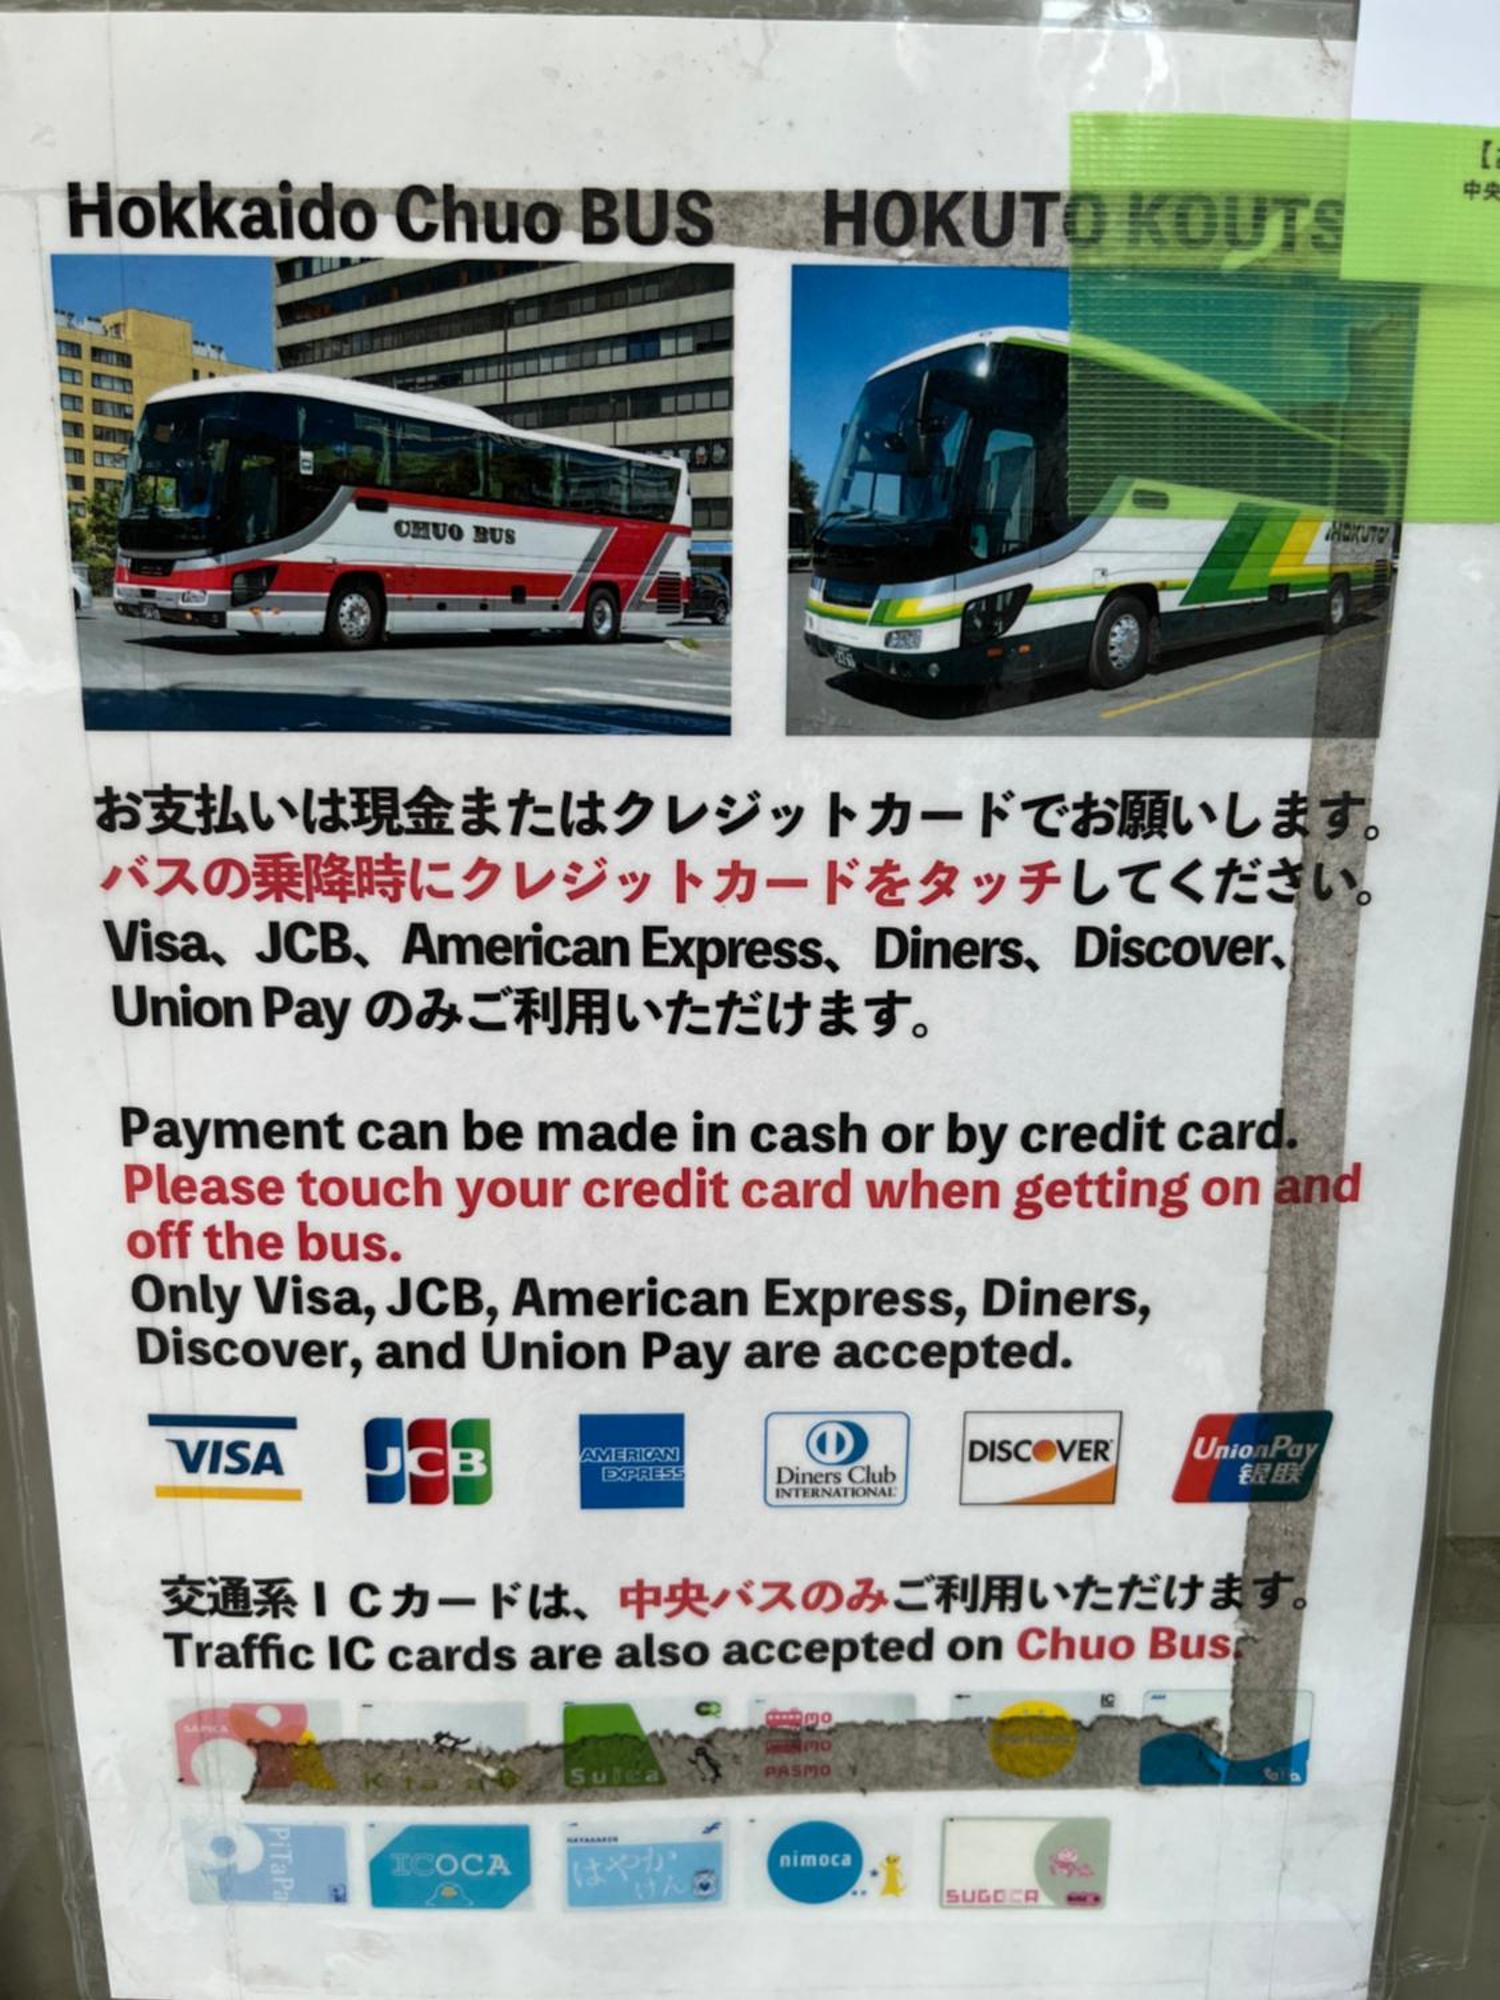 Hokkaido Chuo BUS
HOKUTO KOUTS
中央
CHUO BUS
HOKUTO
お支払いは現金またはクレジットカードでお願いします。
バスの乗降時にクレジットカードをタッチしてください。
Visa、JCB、American Express、Diners、Discover、
Union Pay のみご利用いただけます。
Payment can be made in cash or by credit card.
Please touch your credit card when getting on and
off the bus.
Only Visa, JCB, American Express, Diners,
Discover, and Union Pay are accepted.
VISA
JCB
AMERICAN
EXPRESS
Diners Club
INTERNATIONAL
DISCOVER
UnionPay
银联
交通系ＩＣカードは、中央バスのみご利用いただけます。
Traffic IC cards are also accepted on Chuo Bus.
SAPICA
Suica
PASMO
IC
PiTaPa
ICOCA
はやか
けん
nimoca
SUGOCA